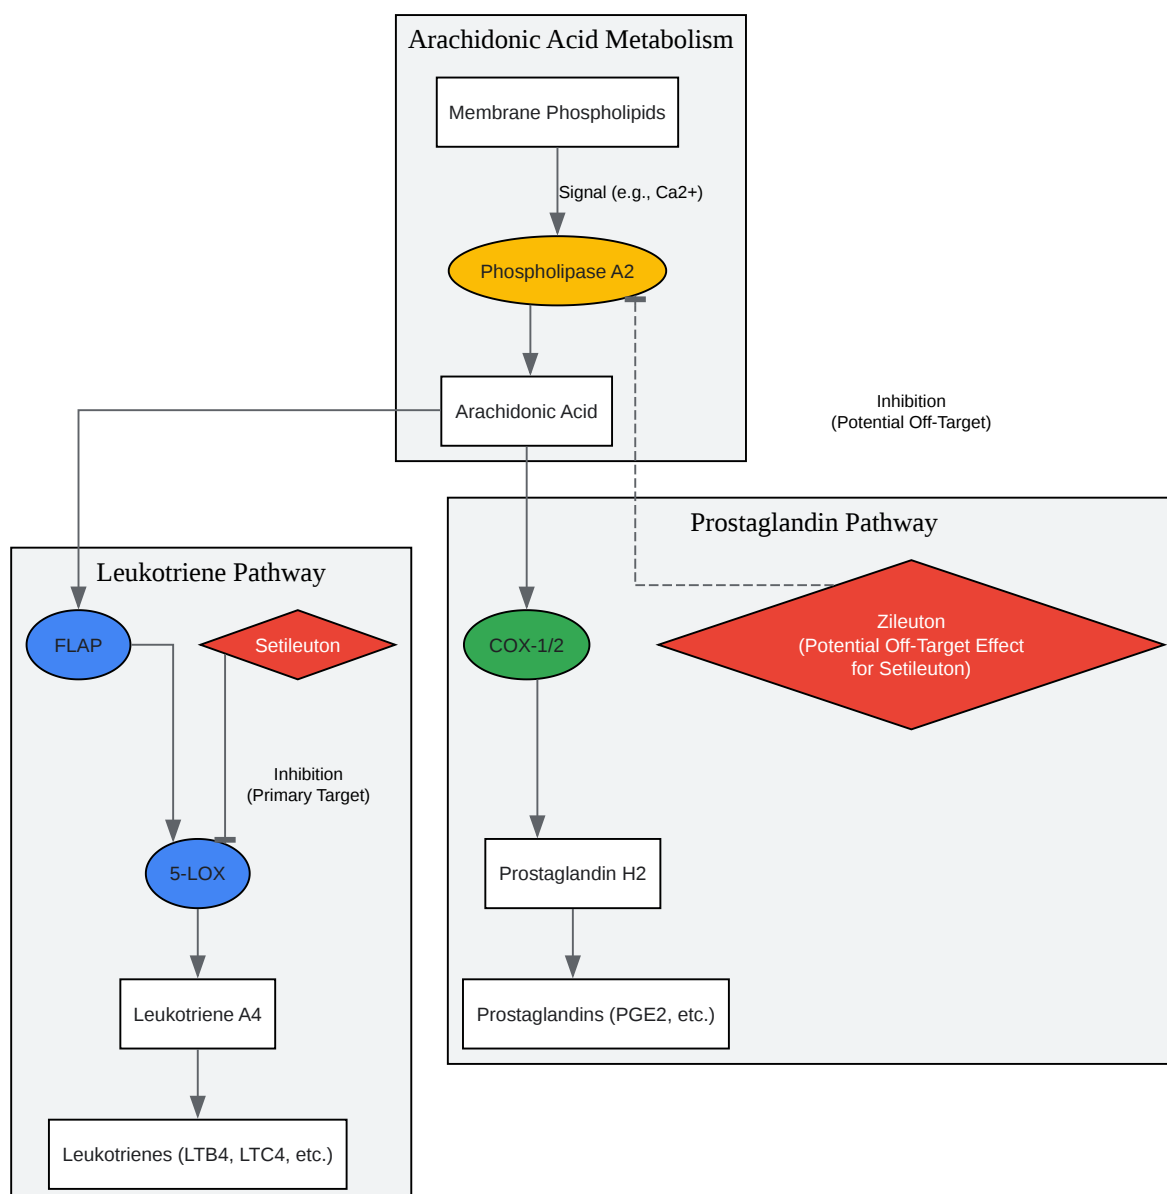 Arachidonic Acid Metabolism
Membrane Phospholipids
Signal (e.g., Ca2+)
Phospholipase A2
Arachidonic Acid
Inhibition
(Potential Off-Target)
Prostaglandin Pathway
Leukotriene Pathway
FLAP
Setileuton
COX-1/2
Zileuton
(Potential Off-Target Effect
for Setileuton)
Inhibition
(Primary Target)
5-LOX
Prostaglandin H2
Leukotriene A4
Prostaglandins (PGE2, etc.)
Leukotrienes (LTB4, LTC4, etc.)